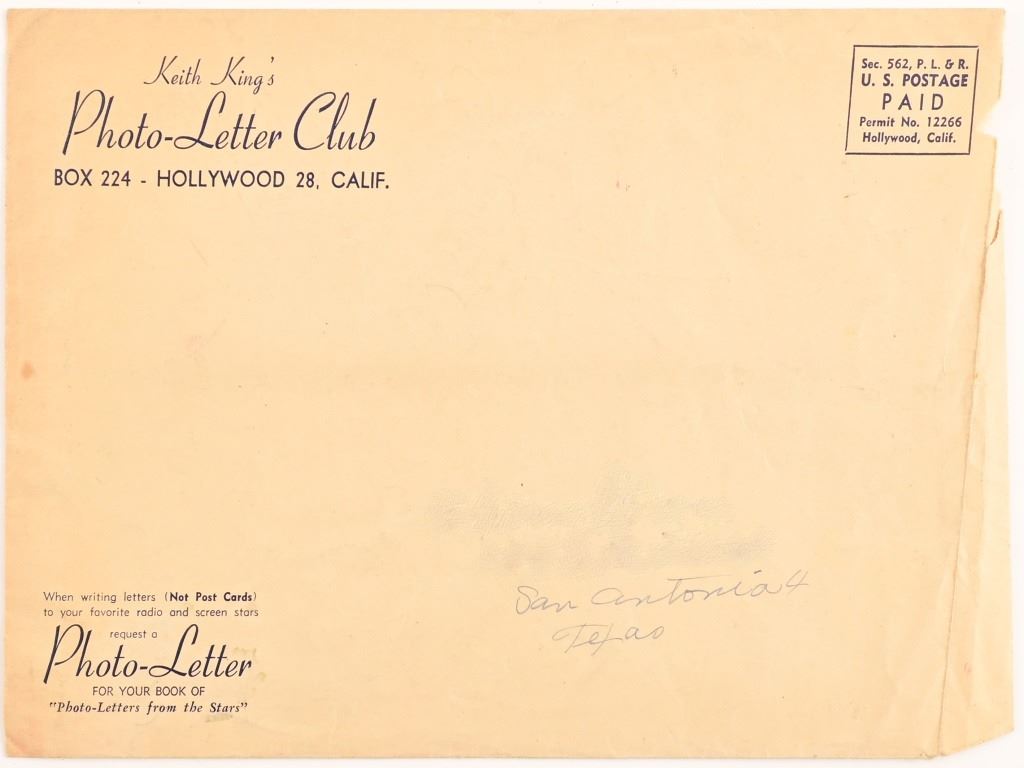 Keith King's
Photo-Letter Club
BOX 224 - HOLLYWOOD 28, CALIF.
Sec. 562, P. L. & R.
U. S. POSTAGE
PAID
Permit No. 12266
Hollywood, Calif.
San Antonia 4
Texas
When writing letters (Not Post Cards)
to your favorite radio and screen stars
request a
Photo-Letter
FOR YOUR BOOK OF
"Photo-Letters from the Stars"